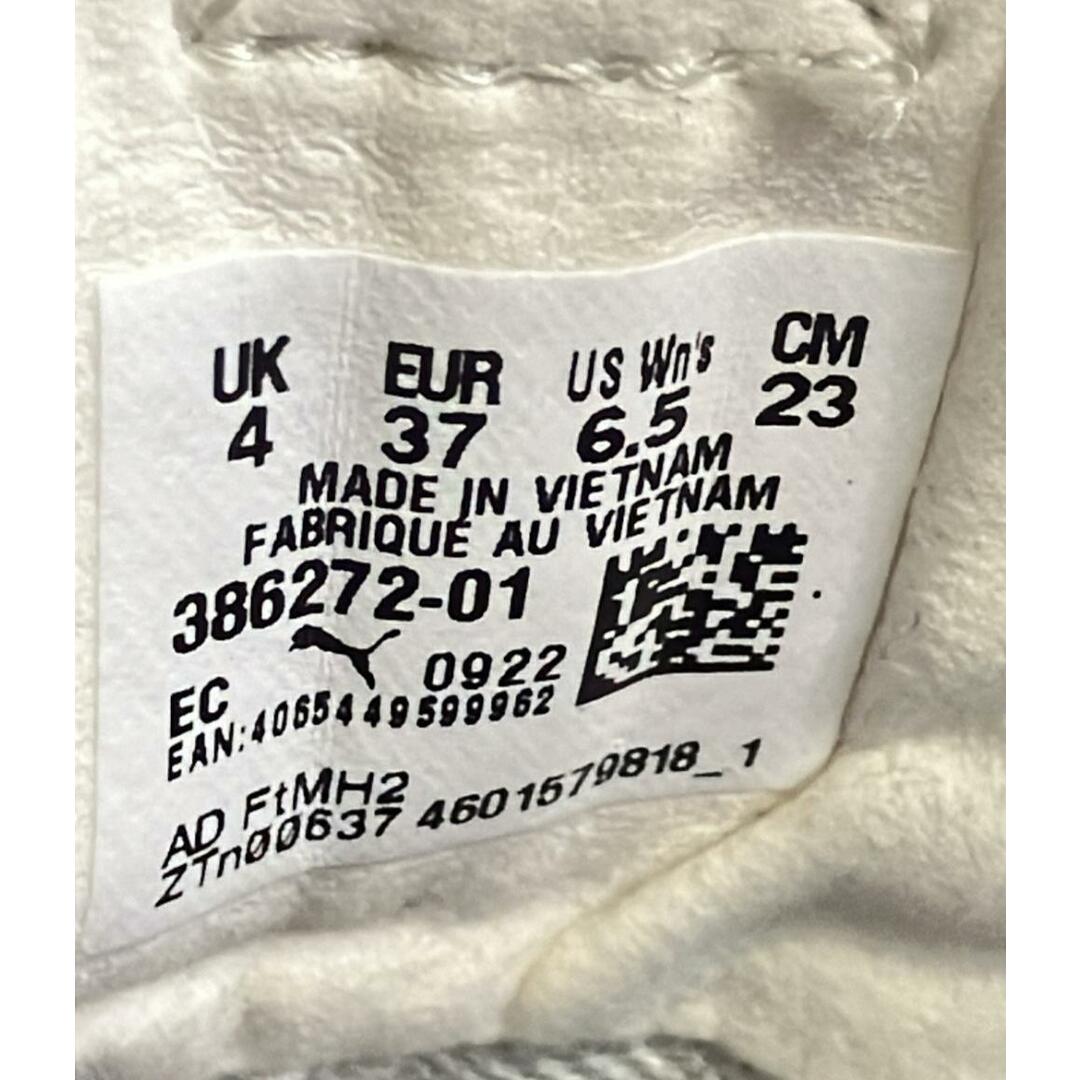 UK EUR US Wn's CM
4 37 6.5 23
MADE IN VIETNAM
FABRIQUÉ AU VIETNAM
386272-01
EC 0922
EAN:4065449599962
AD FtMH2
ZTn00637 4601579818_1